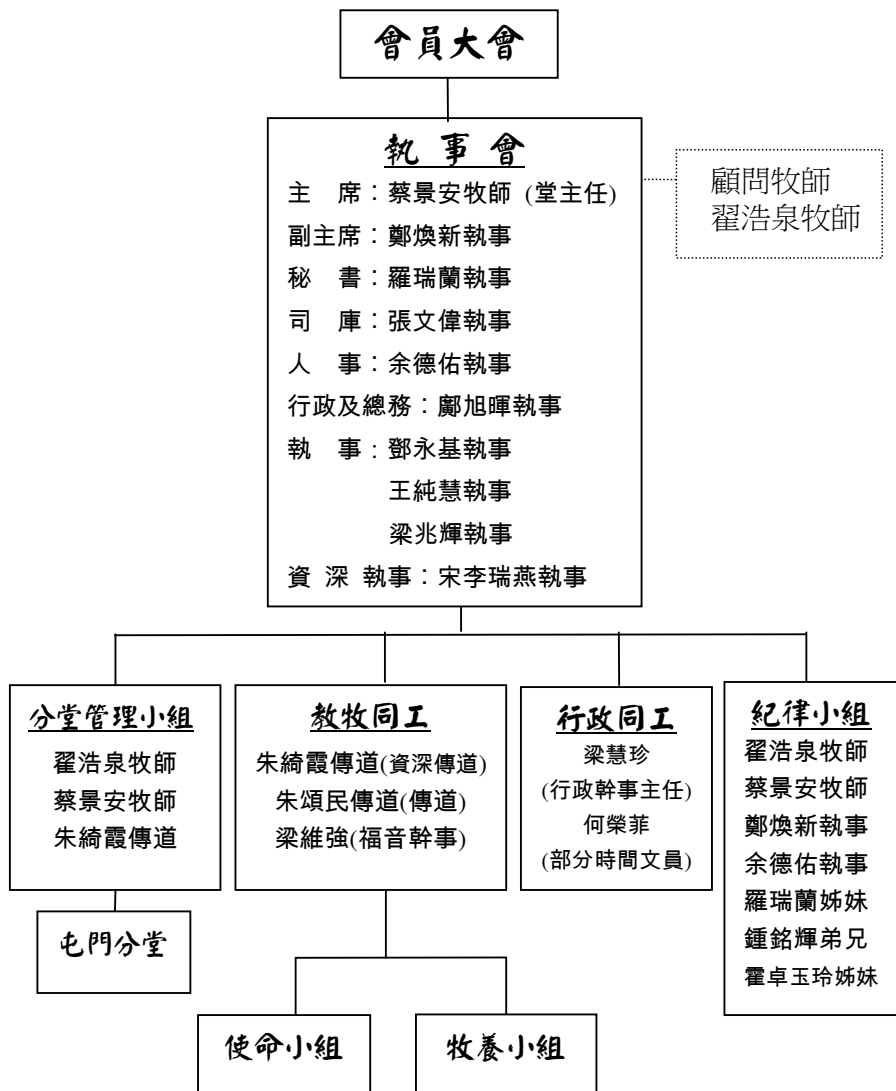 會員大會
執 事 會
主　席：蔡景安牧師 (堂主任)
副主席：鄭煥新執事
秘　書：羅瑞蘭執事
司　庫：張文偉執事
人　事：余德佑執事
行政及總務：鄺旭暉執事
執　事：鄧永基執事
王純慧執事
梁兆輝執事
資 深 執事：宋李瑞燕執事
顧問牧師
翟浩泉牧師
分堂管理小組
翟浩泉牧師
蔡景安牧師
朱綺霞傳道
屯門分堂
教牧同工
朱綺霞傳道(資深傳道)
朱頌民傳道(傳道)
梁維強(福音幹事)
使命小組
牧養小組
行政同工
梁慧珍
(行政幹事主任)
何榮菲
(部分時間文員)
紀律小組
翟浩泉牧師
蔡景安牧師
鄭煥新執事
余德佑執事
羅瑞蘭姊妹
鍾銘輝弟兄
霍卓玉玲姊妹